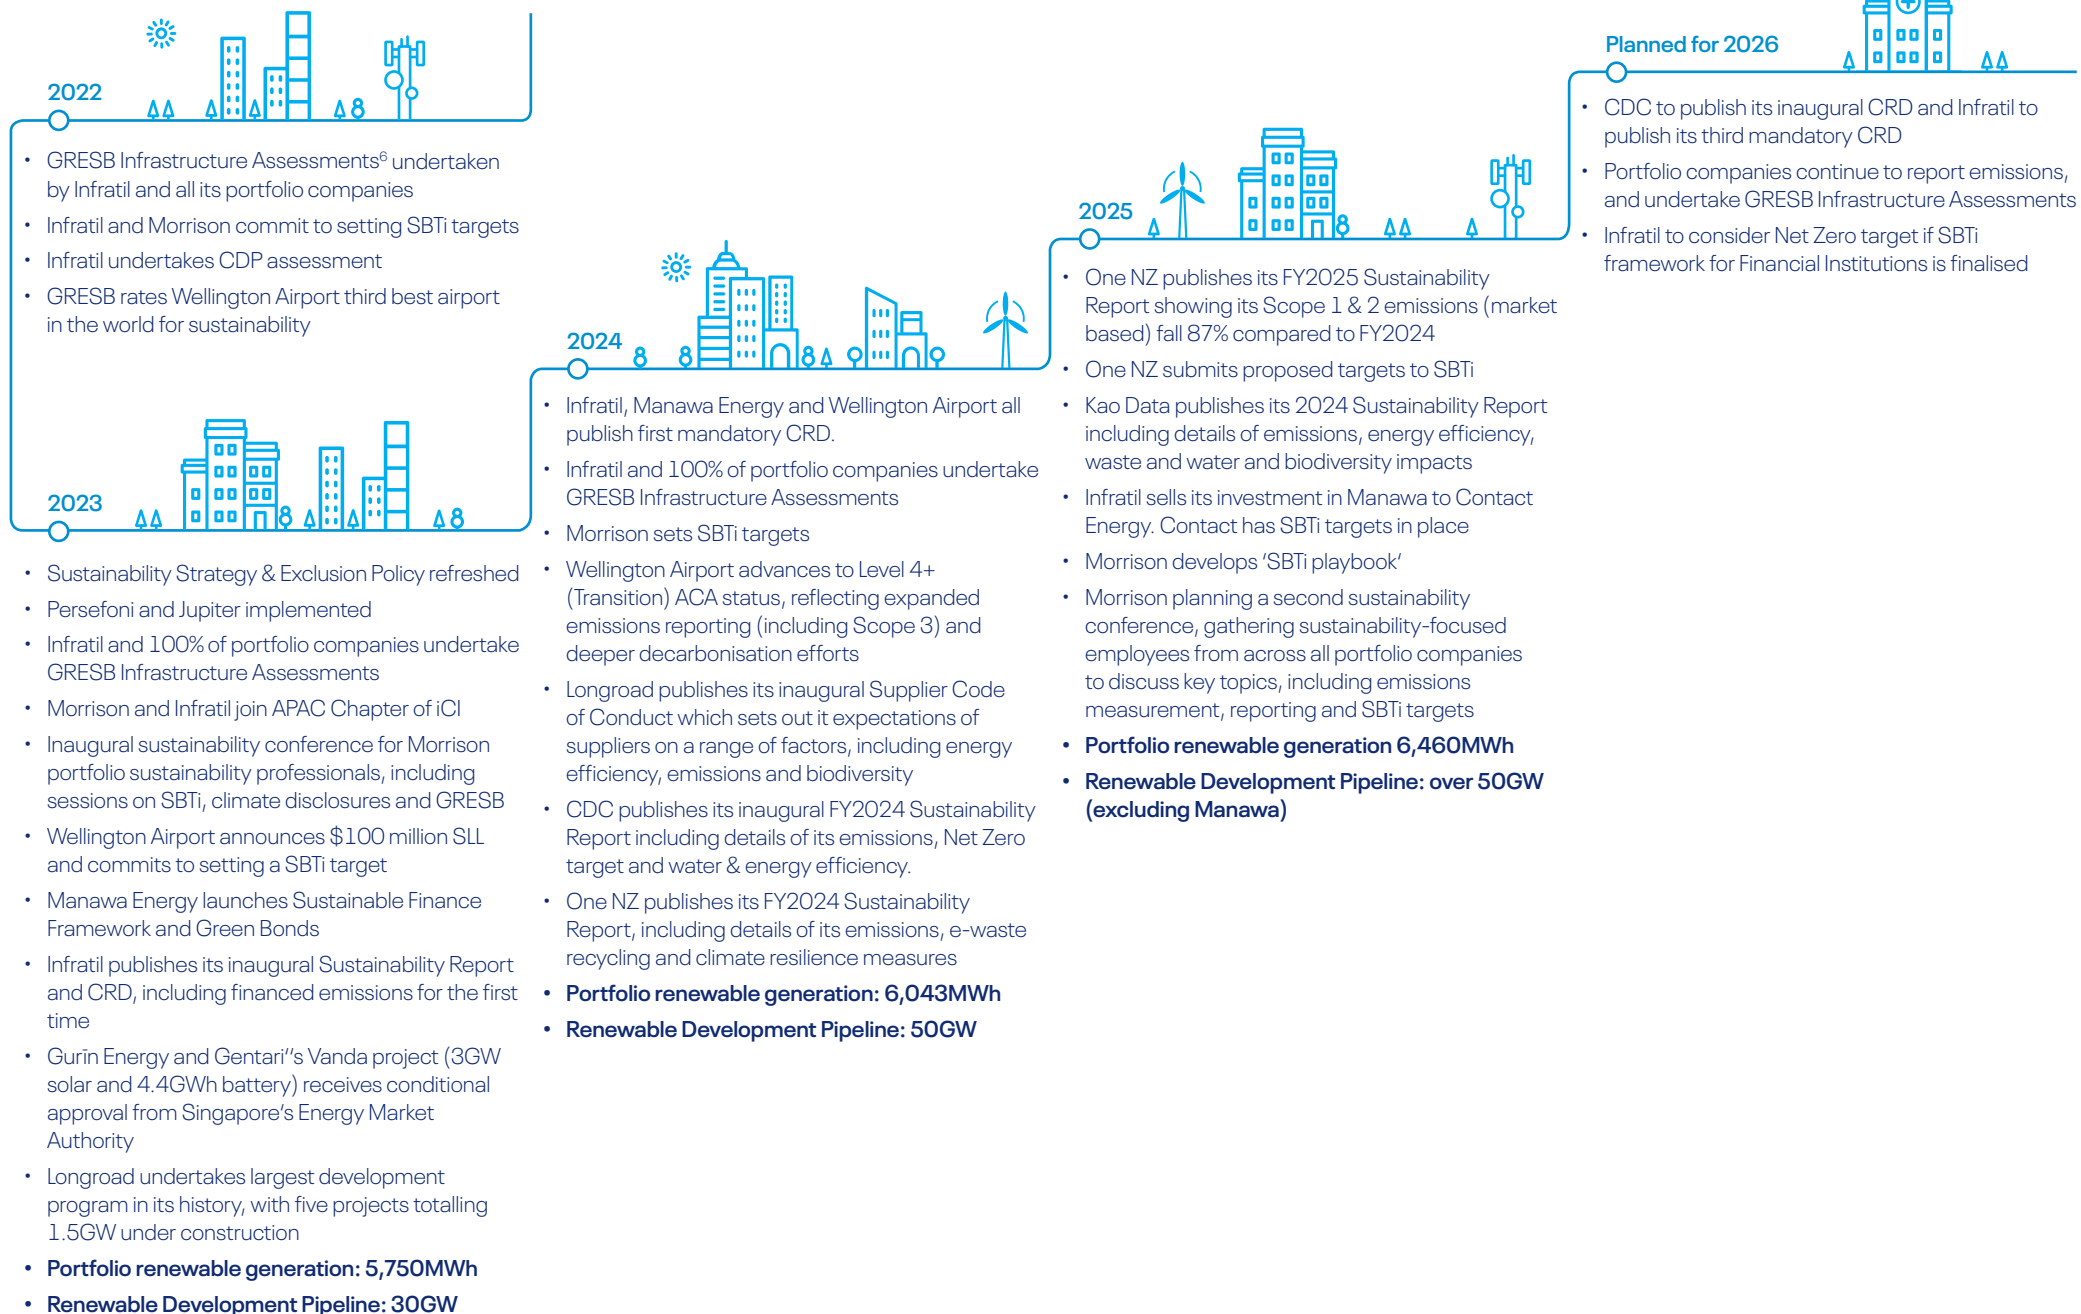 2022
• GRESB Infrastructure Assessments⁶ undertaken
by Infratil and all its portfolio companies
• Infratil and Morrison commit to setting SBTi targets
• Infratil undertakes CDP assessment
• GRESB rates Wellington Airport third best airport
in the world for sustainability
2023
• Sustainability Strategy & Exclusion Policy refreshed
• Persefoni and Jupiter implemented
• Infratil and 100% of portfolio companies undertake
GRESB Infrastructure Assessments
• Morrison and Infratil join APAC Chapter of iCI
• Inaugural sustainability conference for Morrison
portfolio sustainability professionals, including
sessions on SBTi, climate disclosures and GRESB
• Wellington Airport announces $100 million SLL
and commits to setting a SBTi target
• Manawa Energy launches Sustainable Finance
Framework and Green Bonds
• Infratil publishes its inaugural Sustainability Report
and CRD, including financed emissions for the first
time
• Gurīn Energy and Gentari‘‘s Vanda project (3GW
solar and 4.4GWh battery) receives conditional
approval from Singapore’s Energy Market
Authority
• Longroad undertakes largest development
program in its history, with five projects totalling
1.5GW under construction
• Portfolio renewable generation: 5,750MWh
• Renewable Development Pipeline: 30GW
2024
• Infratil, Manawa Energy and Wellington Airport all
publish first mandatory CRD.
• Infratil and 100% of portfolio companies undertake
GRESB Infrastructure Assessments
• Morrison sets SBTi targets
• Wellington Airport advances to Level 4+
(Transition) ACA status, reflecting expanded
emissions reporting (including Scope 3) and
deeper decarbonisation efforts
• Longroad publishes its inaugural Supplier Code
of Conduct which sets out it expectations of
suppliers on a range of factors, including energy
efficiency, emissions and biodiversity
• CDC publishes its inaugural FY2024 Sustainability
Report including details of its emissions, Net Zero
target and water & energy efficiency.
• One NZ publishes its FY2024 Sustainability
Report, including details of its emissions, e-waste
recycling and climate resilience measures
• Portfolio renewable generation: 6,043MWh
• Renewable Development Pipeline: 50GW
2025
• One NZ publishes its FY2025 Sustainability
Report showing its Scope 1 & 2 emissions (market
based) fall 87% compared to FY2024
• One NZ submits proposed targets to SBTi
• Kao Data publishes its 2024 Sustainability Report
including details of emissions, energy efficiency,
waste and water and biodiversity impacts
• Infratil sells its investment in Manawa to Contact
Energy. Contact has SBTi targets in place
• Morrison develops ‘SBTi playbook‘
• Morrison planning a second sustainability
conference, gathering sustainability-focused
employees from across all portfolio companies
to discuss key topics, including emissions
measurement, reporting and SBTi targets
• Portfolio renewable generation 6,460MWh
• Renewable Development Pipeline: over 50GW
(excluding Manawa)
Planned for 2026
• CDC to publish its inaugural CRD and Infratil to
publish its third mandatory CRD
• Portfolio companies continue to report emissions,
and undertake GRESB Infrastructure Assessments
• Infratil to consider Net Zero target if SBTi
framework for Financial Institutions is finalised